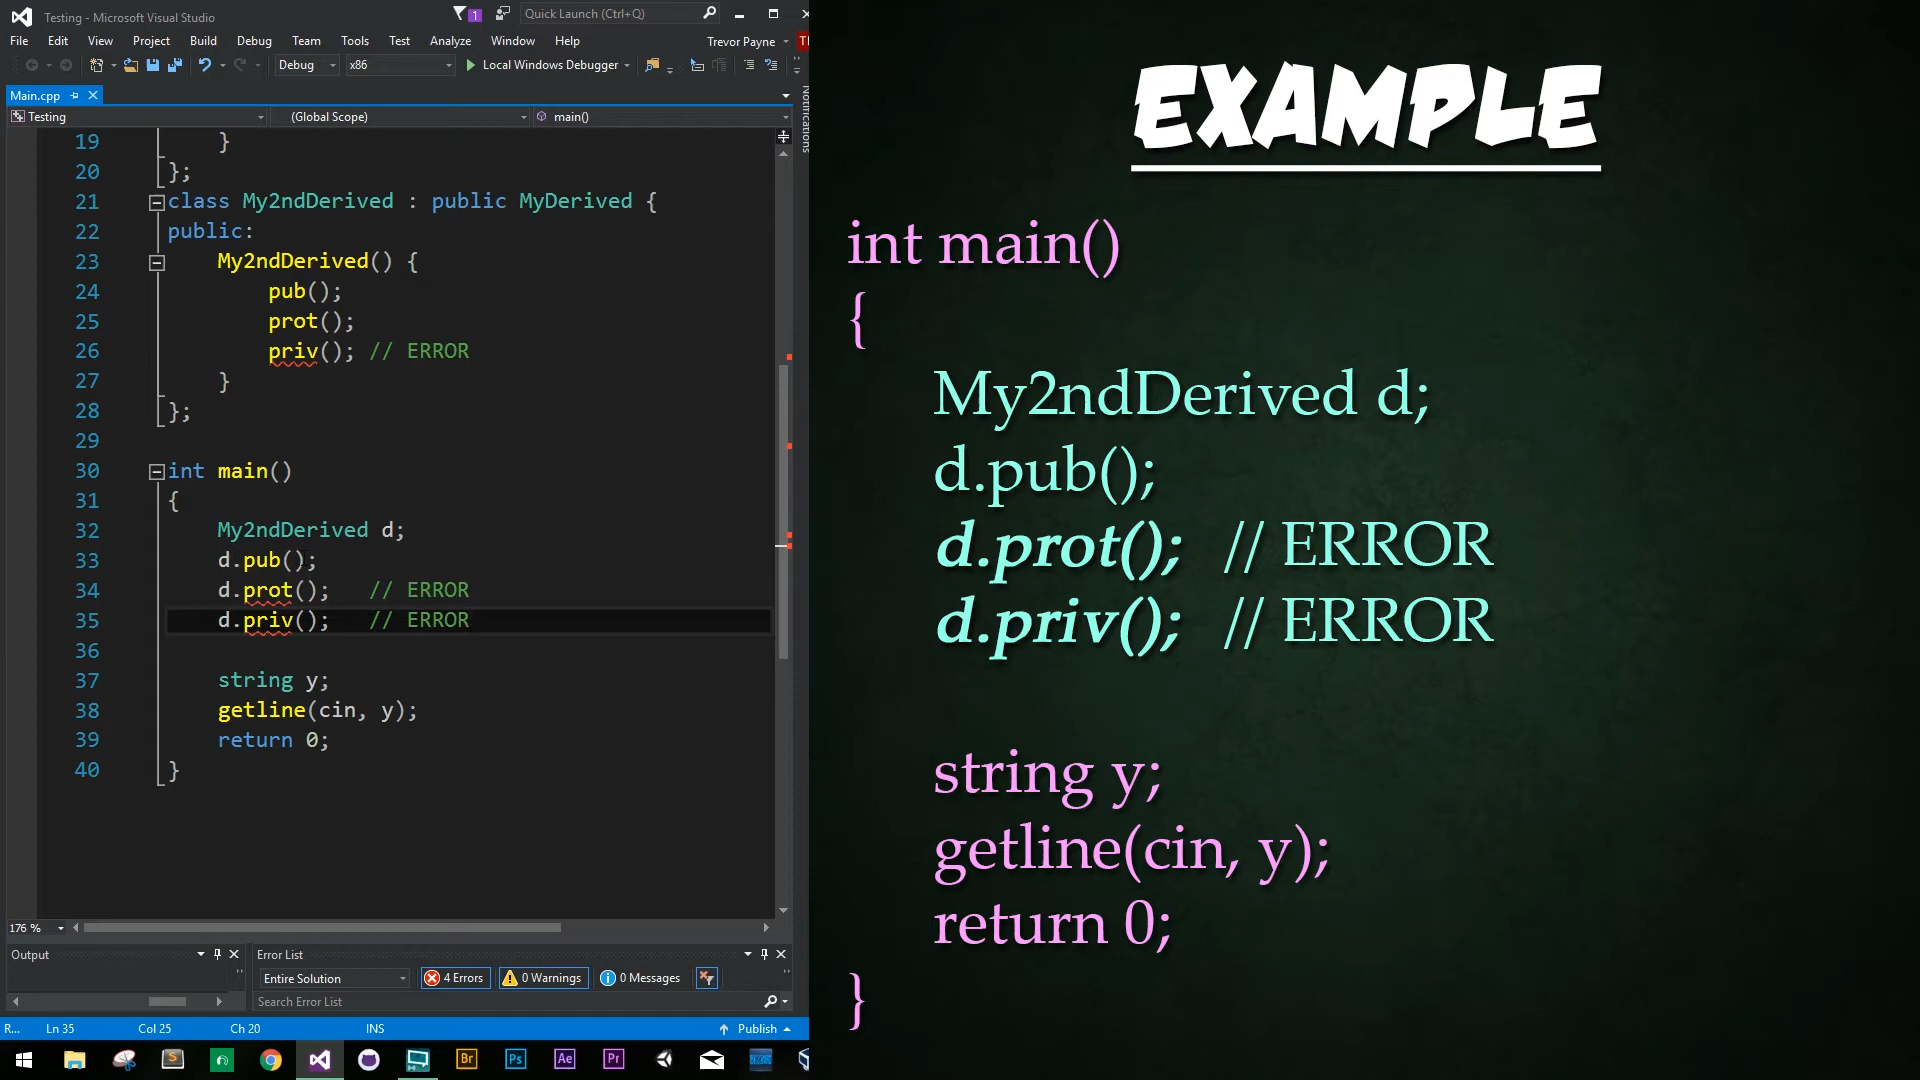 Testing - Microsoft Visual Studio
1
Quick Launch (Ctrl+Q)
File Edit View Project Build Debug Team Tools Test Analyze Window Help
Trevor Payne
Debug x86 Local Windows Debugger
Main.cpp
Notifications
Testing (Global Scope) main()
19 }
20 };
21 class My2ndDerived : public MyDerived {
22 public:
23 My2ndDerived() {
24 pub();
25 prot();
26 priv(); // ERROR
27 }
28 };
29
30 int main()
31 {
32 My2ndDerived d;
33 d.pub();
34 d.prot(); // ERROR
35 d.priv(); // ERROR
36
37 string y;
38 getline(cin, y);
39 return 0;
40 }
176 %
Output
Error List
Entire Solution 4 Errors 0 Warnings 0 Messages
Search Error List
R... Ln 35 Col 25 Ch 20 INS Publish
S Br Ps Ae Pr
EXAMPLE
int main()
{
My2ndDerived d;
d.pub();
d.prot(); // ERROR
d.priv(); // ERROR
string y;
getline(cin, y);
return 0;
}